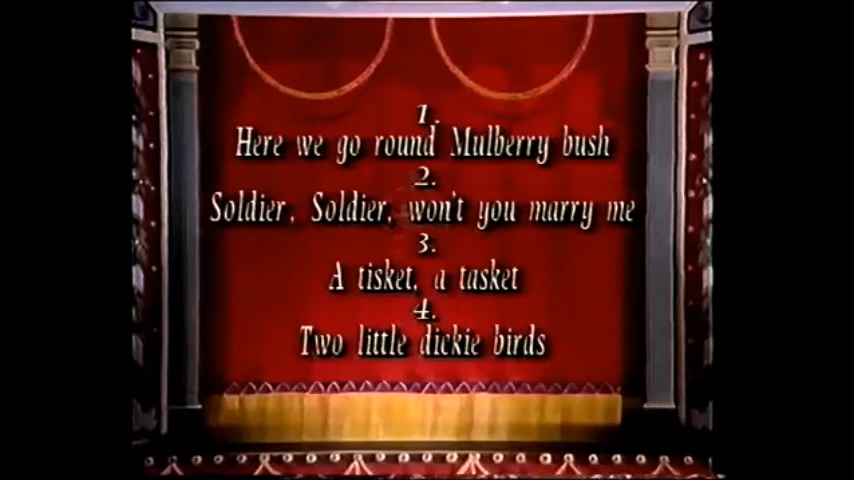 1.
Here we go round Mulberry bush
2.
Soldier, Soldier, won't you marry me
3.
A tisket, a tasket
4.
Two little dickie birds